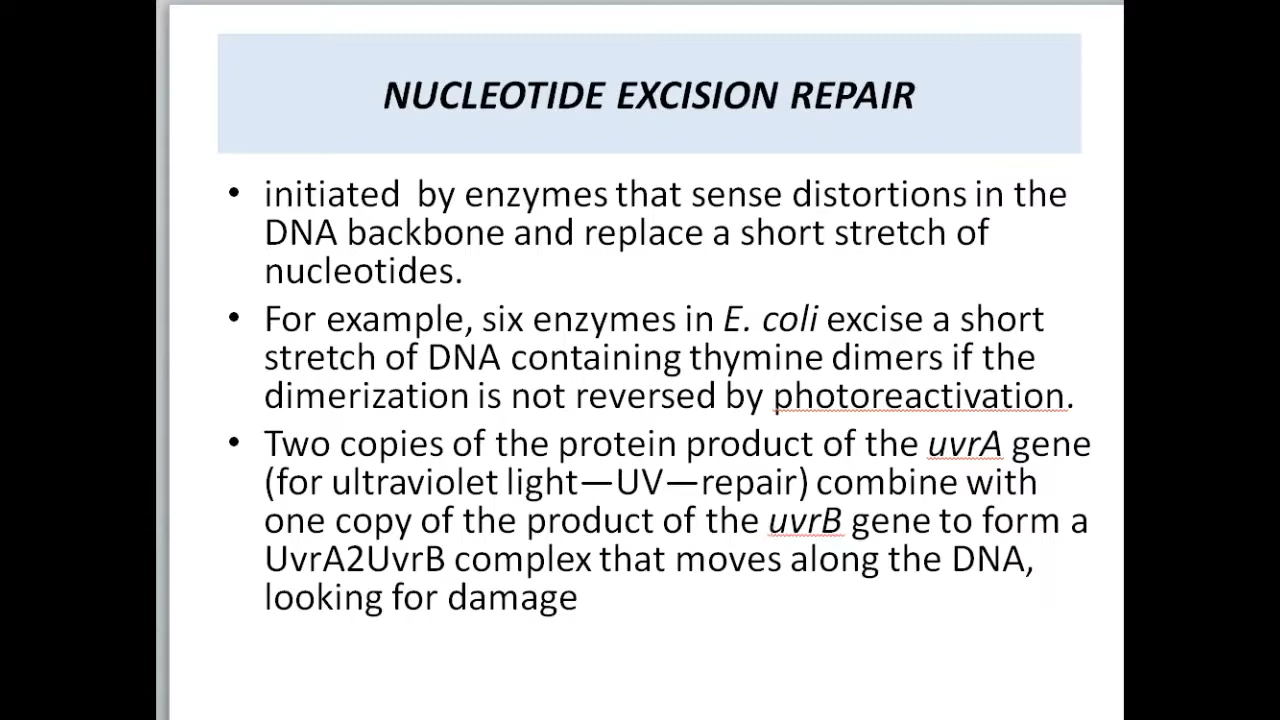 NUCLEOTIDE EXCISION REPAIR
• initiated by enzymes that sense distortions in the
DNA backbone and replace a short stretch of
nucleotides.
• For example, six enzymes in E. coli excise a short
stretch of DNA containing thymine dimers if the
dimerization is not reversed by photoreactivation.
• Two copies of the protein product of the uvrA gene
(for ultraviolet light—UV—repair) combine with
one copy of the product of the uvrB gene to form a
UvrA2UvrB complex that moves along the DNA,
looking for damage